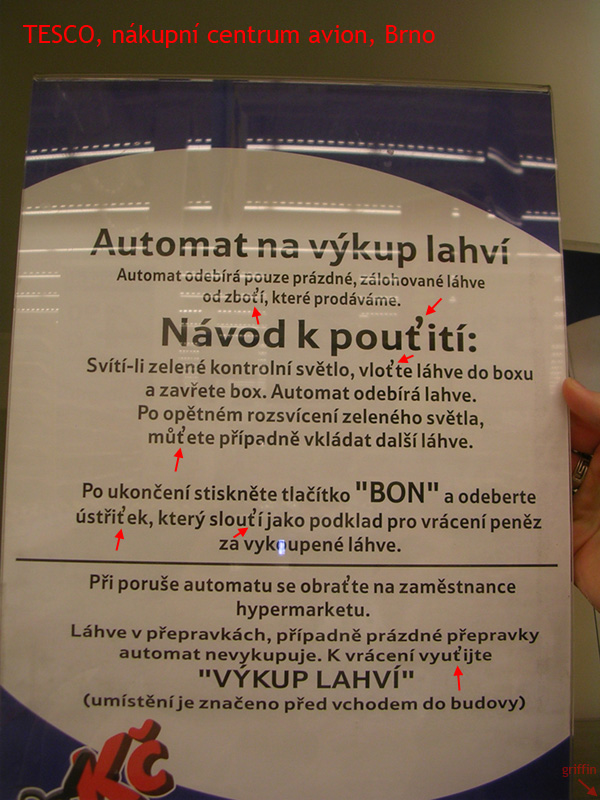 TESCO, nákupní centrum avion, Brno
Automat na výkup lahví
Automat odebírá pouze prázdné, zálohované láhve
od zboťí, které prodáváme.
Návod k pouťití:
Svítí-li zelené kontrolní světlo, vloťte láhve do boxu
a zavřete box. Automat odebírá lahve.
Po opětném rozsvícení zeleného světla,
můťete případně vkládat další láhve.
Po ukončení stiskněte tlačítko "BON" a odeberte
ústřiťek, který slouťí jako podklad pro vrácení peněz
za vykoupené láhve.
Při poruše automatu se obraťte na zaměstnance
hypermarketu.
Láhve v přepravkách, případně prázdné přepravky
automat nevykupuje. K vrácení vyuťijte
"VÝKUP LAHVÍ"
(umístění je značeno před vchodem do budovy)
Kč
griffin